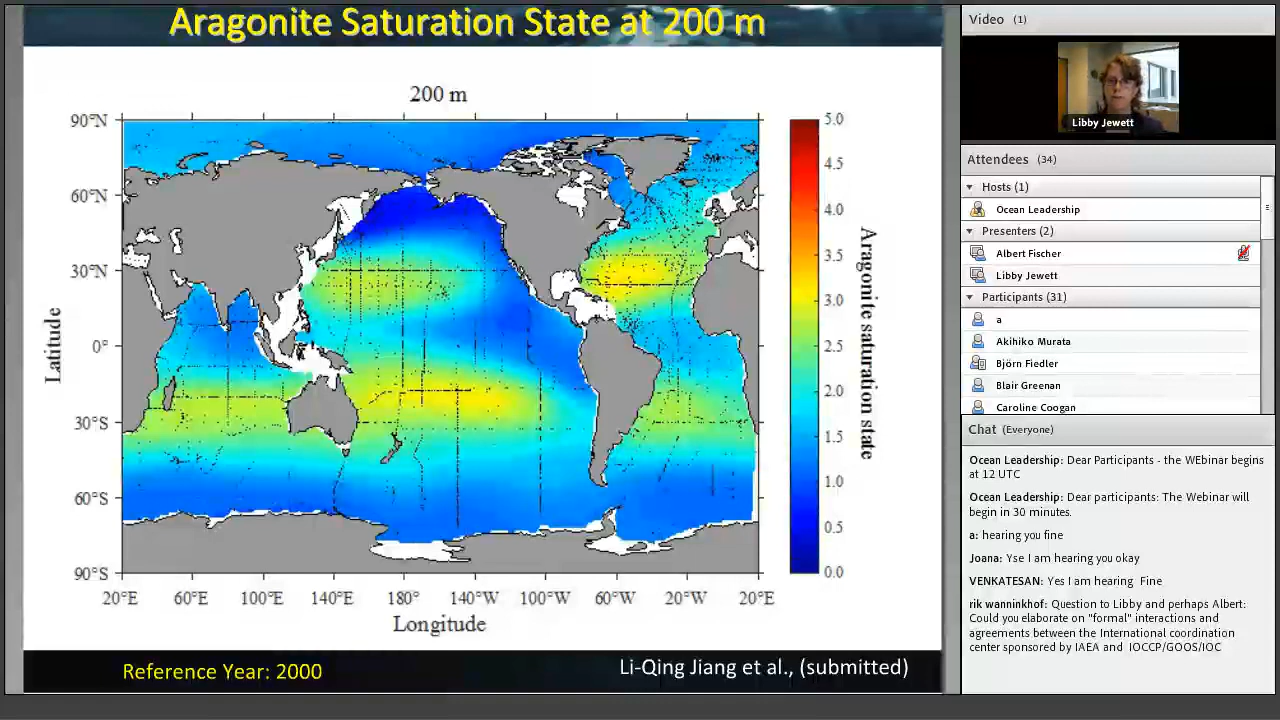 Aragonite Saturation State at 200 m
200 m
90°N
60°N
30°N
0°
30°S
60°S
90°S
Latitude
20°E
60°E
100°E
140°E
180°
140°W
100°W
60°W
20°W
20°E
Longitude
5.0
4.5
4.0
3.5
3.0
2.5
2.0
1.5
1.0
0.5
0.0
Aragonite saturation state
Reference Year: 2000
Li-Qing Jiang et al., (submitted)
Video (1)
Libby Jewett
Attendees (34)
Hosts (1)
Ocean Leadership
Presenters (2)
Albert Fischer
Libby Jewett
Participants (31)
a
Akihiko Murata
Björn Fiedler
Blair Greenan
Caroline Coogan
Chat (Everyone)
Ocean Leadership: Dear Participants - the WEbinar begins
at 12 UTC
Ocean Leadership: Dear participants: The Webinar will
begin in 30 minutes.
a: hearing you fine
Joana: Yse I am hearing you okay
VENKATESAN: Yes I am hearing Fine
rik wanninkhof: Question to Libby and perhaps Albert:
Could you elaborate on "formal" interactions and
agreements between the International coordination
center sponsored by IAEA and IOCCP/GOOS/IOC